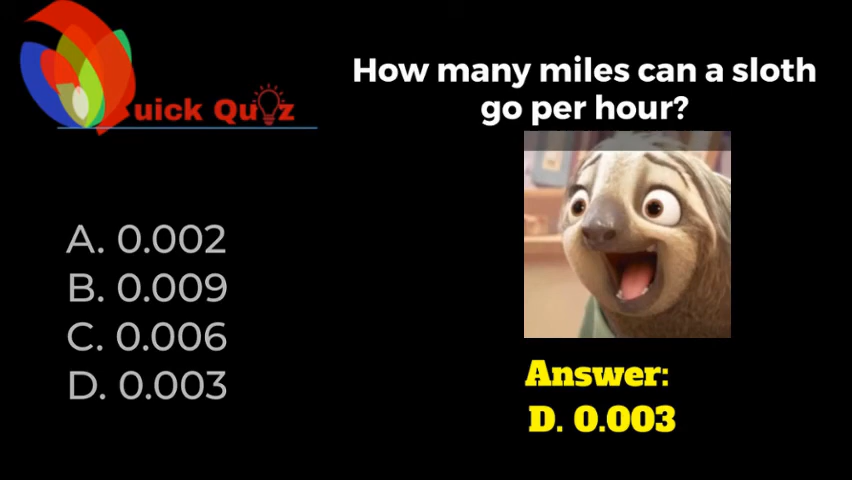 Quick Quiz
How many miles can a sloth
go per hour?
A. 0.002
B. 0.009
C. 0.006
D. 0.003
Answer:
D. 0.003